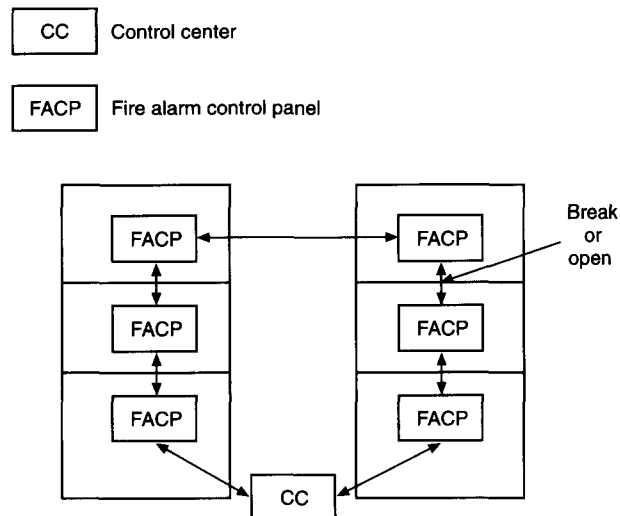 CC Control center
FACP Fire alarm control panel
FACP FACP
Break
or
open
FACP FACP
FACP FACP
CC